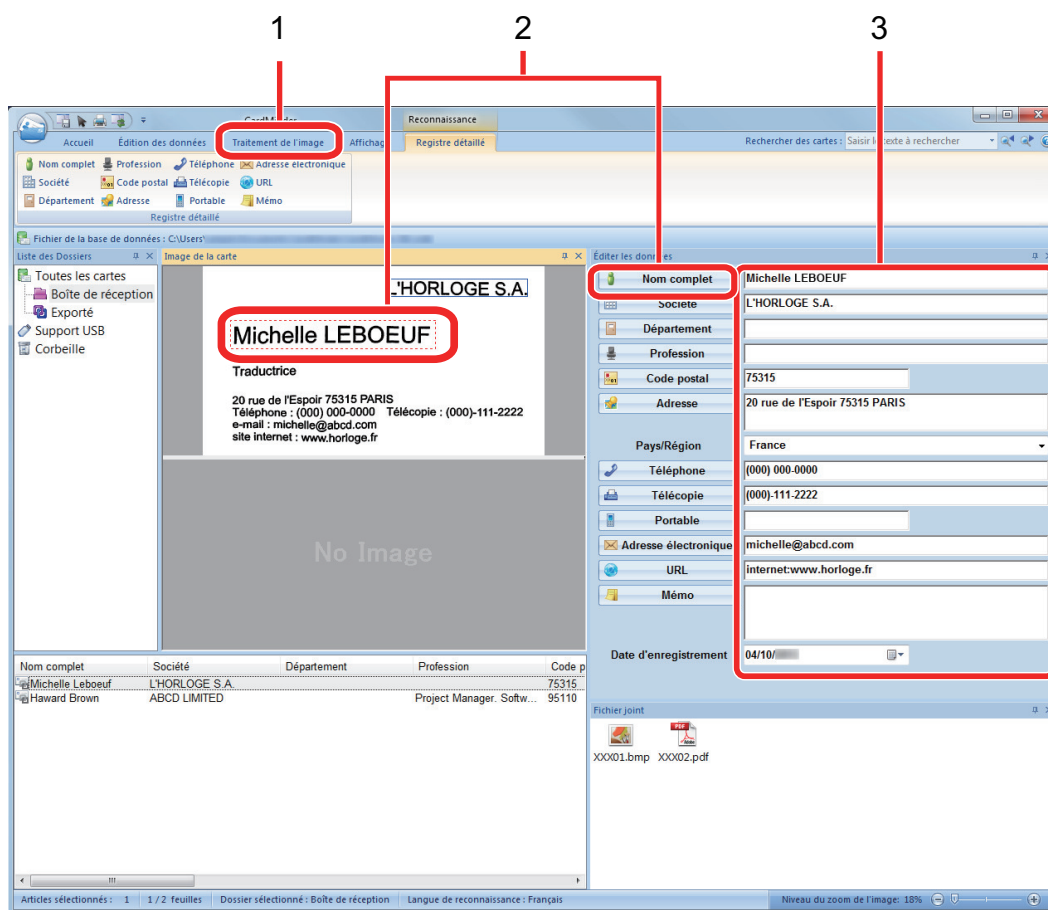 1 2 3
Reconnaissance
Accueil Édition des données Traitement de l'image Registre détaillé
Rechercher des cartes : Saisir le texte à rechercher
Nom complet Profession Téléphone Adresse électronique
Société Code postal Télécopie URL
Département Adresse Portable Mémo
Registre détaillé
Fichier de la base de données : C:\Users\
Liste des Dossiers
Toutes les cartes
Boîte de réception
Exporté
Support USB
Corbeille
Image de la carte
L'HORLOGE S.A.
Michelle LEBOEUF
Traductrice
20 rue de l'Espoir 75315 PARIS
Téléphone : (000) 000-0000 Télécopie : (000)-111-2222
e-mail : michelle@abcd.com
site internet : www.horloge.fr
No Image
Éditer les données
Nom complet Michelle LEBOEUF
Société L'HORLOGE S.A.
Département
Profession
Code postal 75315
Adresse 20 rue de l'Espoir 75315 PARIS
Pays/Région France
Téléphone (000) 000-0000
Télécopie (000)-111-2222
Portable
Adresse électronique michelle@abcd.com
URL internet:www.horloge.fr
Mémo
Date d'enregistrement 04/10/
Nom complet Société Département Profession Code p
Michelle Leboeuf L'HORLOGE S.A. 75315
Haward Brown ABCD LIMITED Project Manager. Softw... 95110
Fichier joint
XXX01.bmp XXX02.pdf
Articles sélectionnés : 1 1 / 2 feuilles Dossier sélectionné : Boîte de réception Langue de reconnaissance : Français Niveau du zoom de l'image: 18%